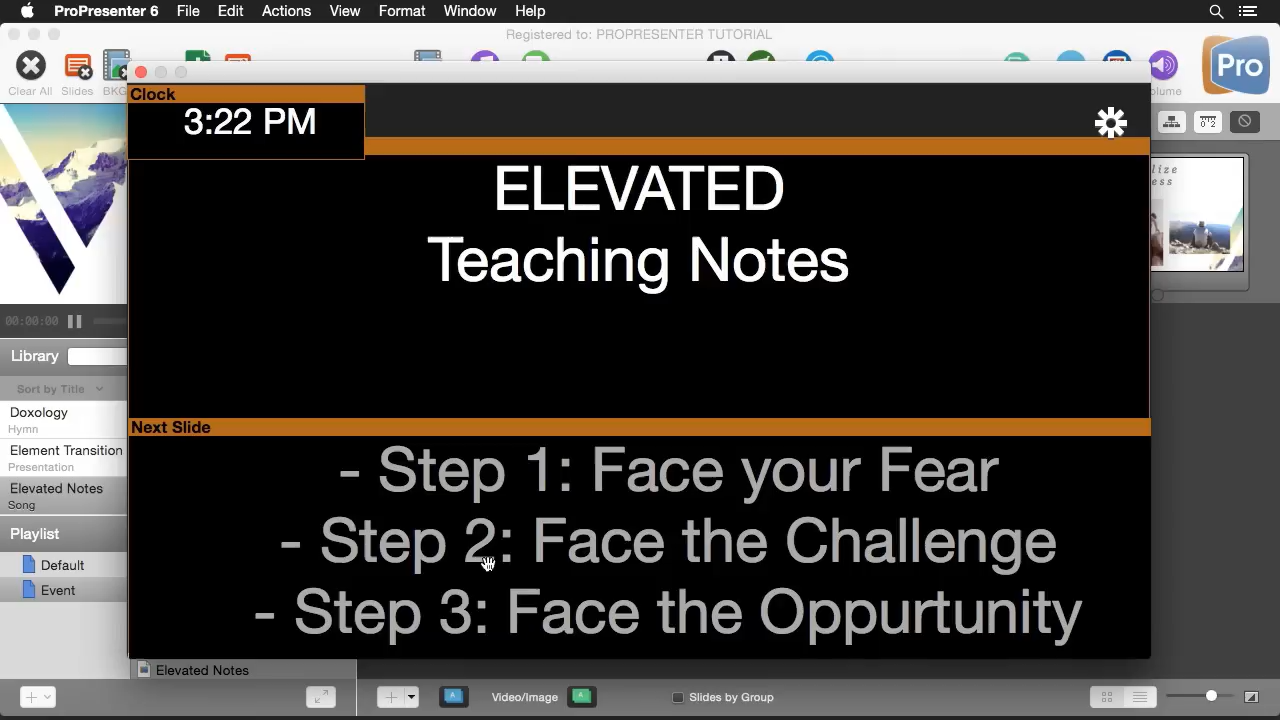 ProPresenter 6 File Edit Actions View Format Window Help
Registered to: PROPRESENTER TUTORIAL
Clear All Slides BKG
Pro
Clock
3:22 PM
ELEVATED
Teaching Notes
00:00:00
Library
Sort by Title
Doxology
Hymn
Element Transition
Presentation
Elevated Notes
Song
Playlist
Default
Event
Next Slide
- Step 1: Face your Fear
- Step 2: Face the Challenge
- Step 3: Face the Oppurtunity
Elevated Notes
Video/Image
Slides by Group